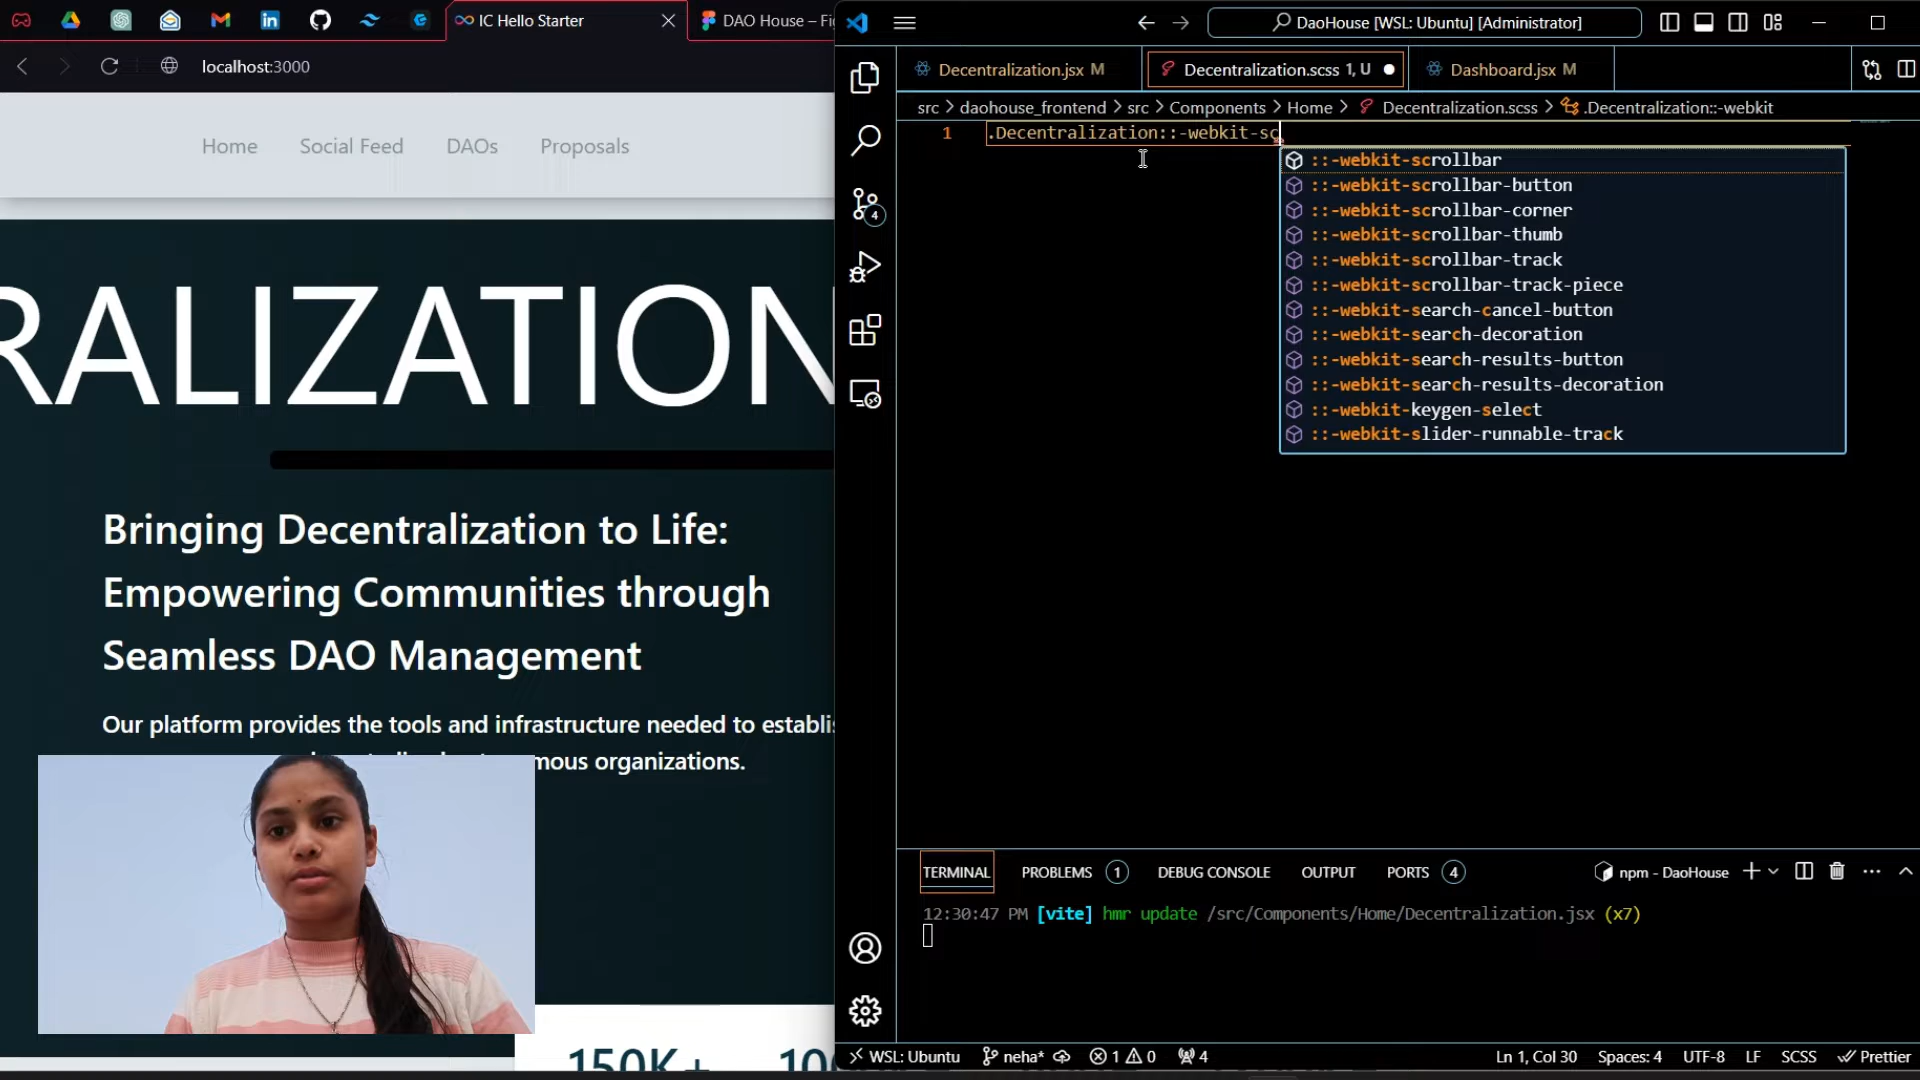 IC Hello Starter
DAO House – Fi
DaoHouse [WSL: Ubuntu] [Administrator]
localhost:3000
Decentralization.jsx M
Decentralization.scss 1, U
Dashboard.jsx M
src > daohouse_frontend > src > Components > Home > Decentralization.scss > .Decentralization::-webkit
1 .Decentralization::-webkit-sc
Home Social Feed DAOs Proposals
::-webkit-scrollbar
::-webkit-scrollbar-button
::-webkit-scrollbar-corner
::-webkit-scrollbar-thumb
::-webkit-scrollbar-track
::-webkit-scrollbar-track-piece
::-webkit-search-cancel-button
::-webkit-search-decoration
::-webkit-search-results-button
::-webkit-search-results-decoration
::-webkit-keygen-select
::-webkit-slider-runnable-track
4
RALIZATION
Bringing Decentralization to Life:
Empowering Communities through
Seamless DAO Management
Our platform provides the tools and infrastructure needed to establi
mous organizations.
150K+ 10
TERMINAL PROBLEMS 1 DEBUG CONSOLE OUTPUT PORTS 4 npm - DaoHouse
12:30:47 PM [vite] hmr update /src/Components/Home/Decentralization.jsx (x7)
WSL: Ubuntu neha* 1 0 4 Ln 1, Col 30 Spaces: 4 UTF-8 LF SCSS Prettier